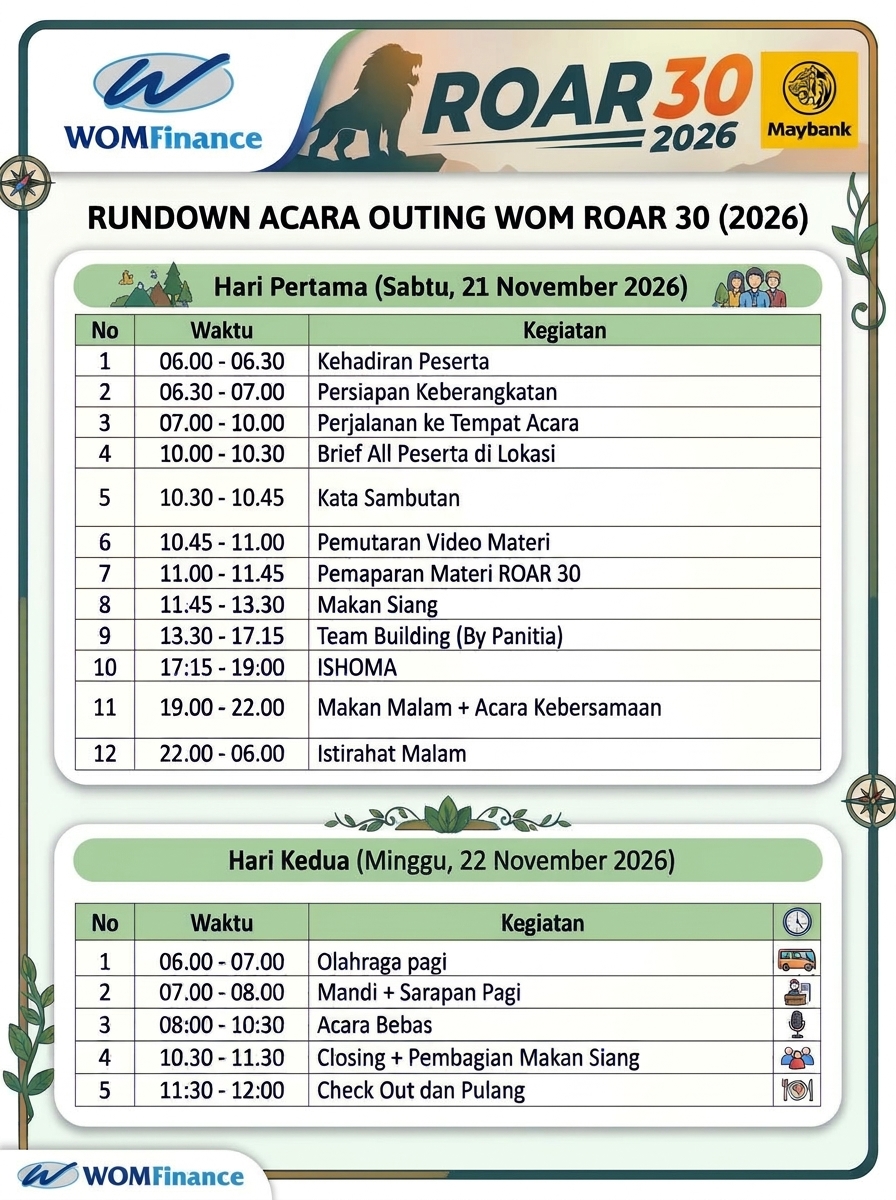 WOMFinance
ROAR 30
2026
Maybank
RUNDOWN ACARA OUTING WOM ROAR 30 (2026)
Hari Pertama (Sabtu, 21 November 2026)
No Waktu Kegiatan
1 06.00 - 06.30 Kehadiran Peserta
2 06.30 - 07.00 Persiapan Keberangkatan
3 07.00 - 10.00 Perjalanan ke Tempat Acara
4 10.00 - 10.30 Brief All Peserta di Lokasi
5 10.30 - 10.45 Kata Sambutan
6 10.45 - 11.00 Pemutaran Video Materi
7 11.00 - 11.45 Pemaparan Materi ROAR 30
8 11.45 - 13.30 Makan Siang
9 13.30 - 17.15 Team Building (By Panitia)
10 17:15 - 19:00 ISHOMA
11 19.00 - 22.00 Makan Malam + Acara Kebersamaan
12 22.00 - 06.00 Istirahat Malam
Hari Kedua (Minggu, 22 November 2026)
No Waktu Kegiatan
1 06.00 - 07.00 Olahraga pagi
2 07.00 - 08.00 Mandi + Sarapan Pagi
3 08:00 - 10:30 Acara Bebas
4 10.30 - 11.30 Closing + Pembagian Makan Siang
5 11:30 - 12:00 Check Out dan Pulang
WOMFinance